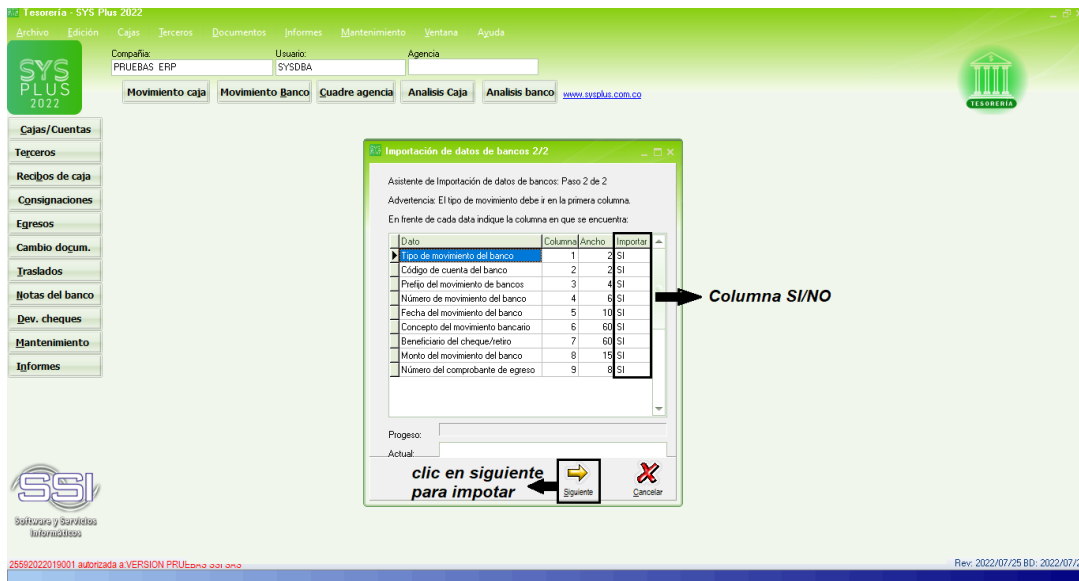 Tesorería - SYS Plus 2022
Archivo Edición Cajas Terceros Documentos Informes Mantenimiento Ventana Ayuda
Compañia: Usuario: Agencia
PRUEBAS ERP SYSDBA
SYS
PLUS
2022
Movimiento caja Movimiento Banco Cuadre agencia Analisis Caja Analisis banco www.sysplus.com.co
TESORERÍA
Cajas/Cuentas
Terceros
Recibos de caja
Consignaciones
Egresos
Cambio docum.
Traslados
Notas del banco
Dev. cheques
Mantenimiento
Informes
Importación de datos de bancos 2/2
Asistente de Importación de datos de bancos: Paso 2 de 2
Advertencia: El tipo de movimiento debe ir en la primera columna.
En frente de cada data indique la columna en que se encuentra:
Dato Columna Ancho Importar
Tipo de movimiento del banco 1 2 SI
Código de cuenta del banco 2 2 SI
Prefijo del movimiento de bancos 3 4 SI
Número de movimiento del banco 4 6 SI
Fecha del movimiento del banco 5 10 SI
Concepto del movimiento bancario 6 60 SI
Beneficiario del cheque/retiro 7 60 SI
Monto del movimiento del banco 8 15 SI
Número del comprobante de egreso 9 8 SI
Columna SI/NO
Progeso:
Actual:
clic en siguiente
para impotar
Siguiente Cancelar
SSI
Software y Servicios
Informáticos
25592022019001 autorizada a:VERSION PRUEBAS SSI SAS
Rev: 2022/07/25 BD: 2022/07/2